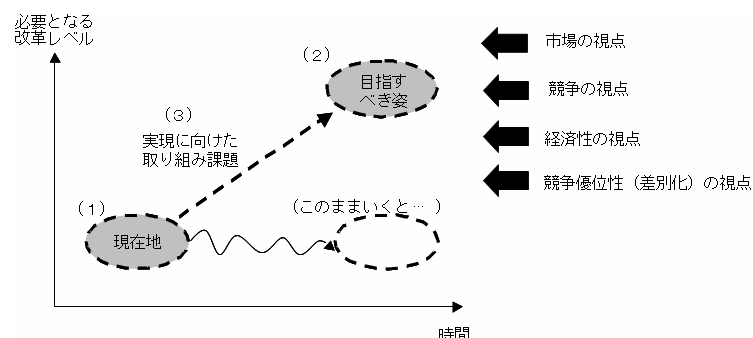 必要となる
改革レベル
(2)
目指す
べき姿
(3)
実現に向けた
取り組み課題
(1)
現在地
(このままいくと… )
時間
市場の視点
競争の視点
経済性の視点
競争優位性(差別化)の視点